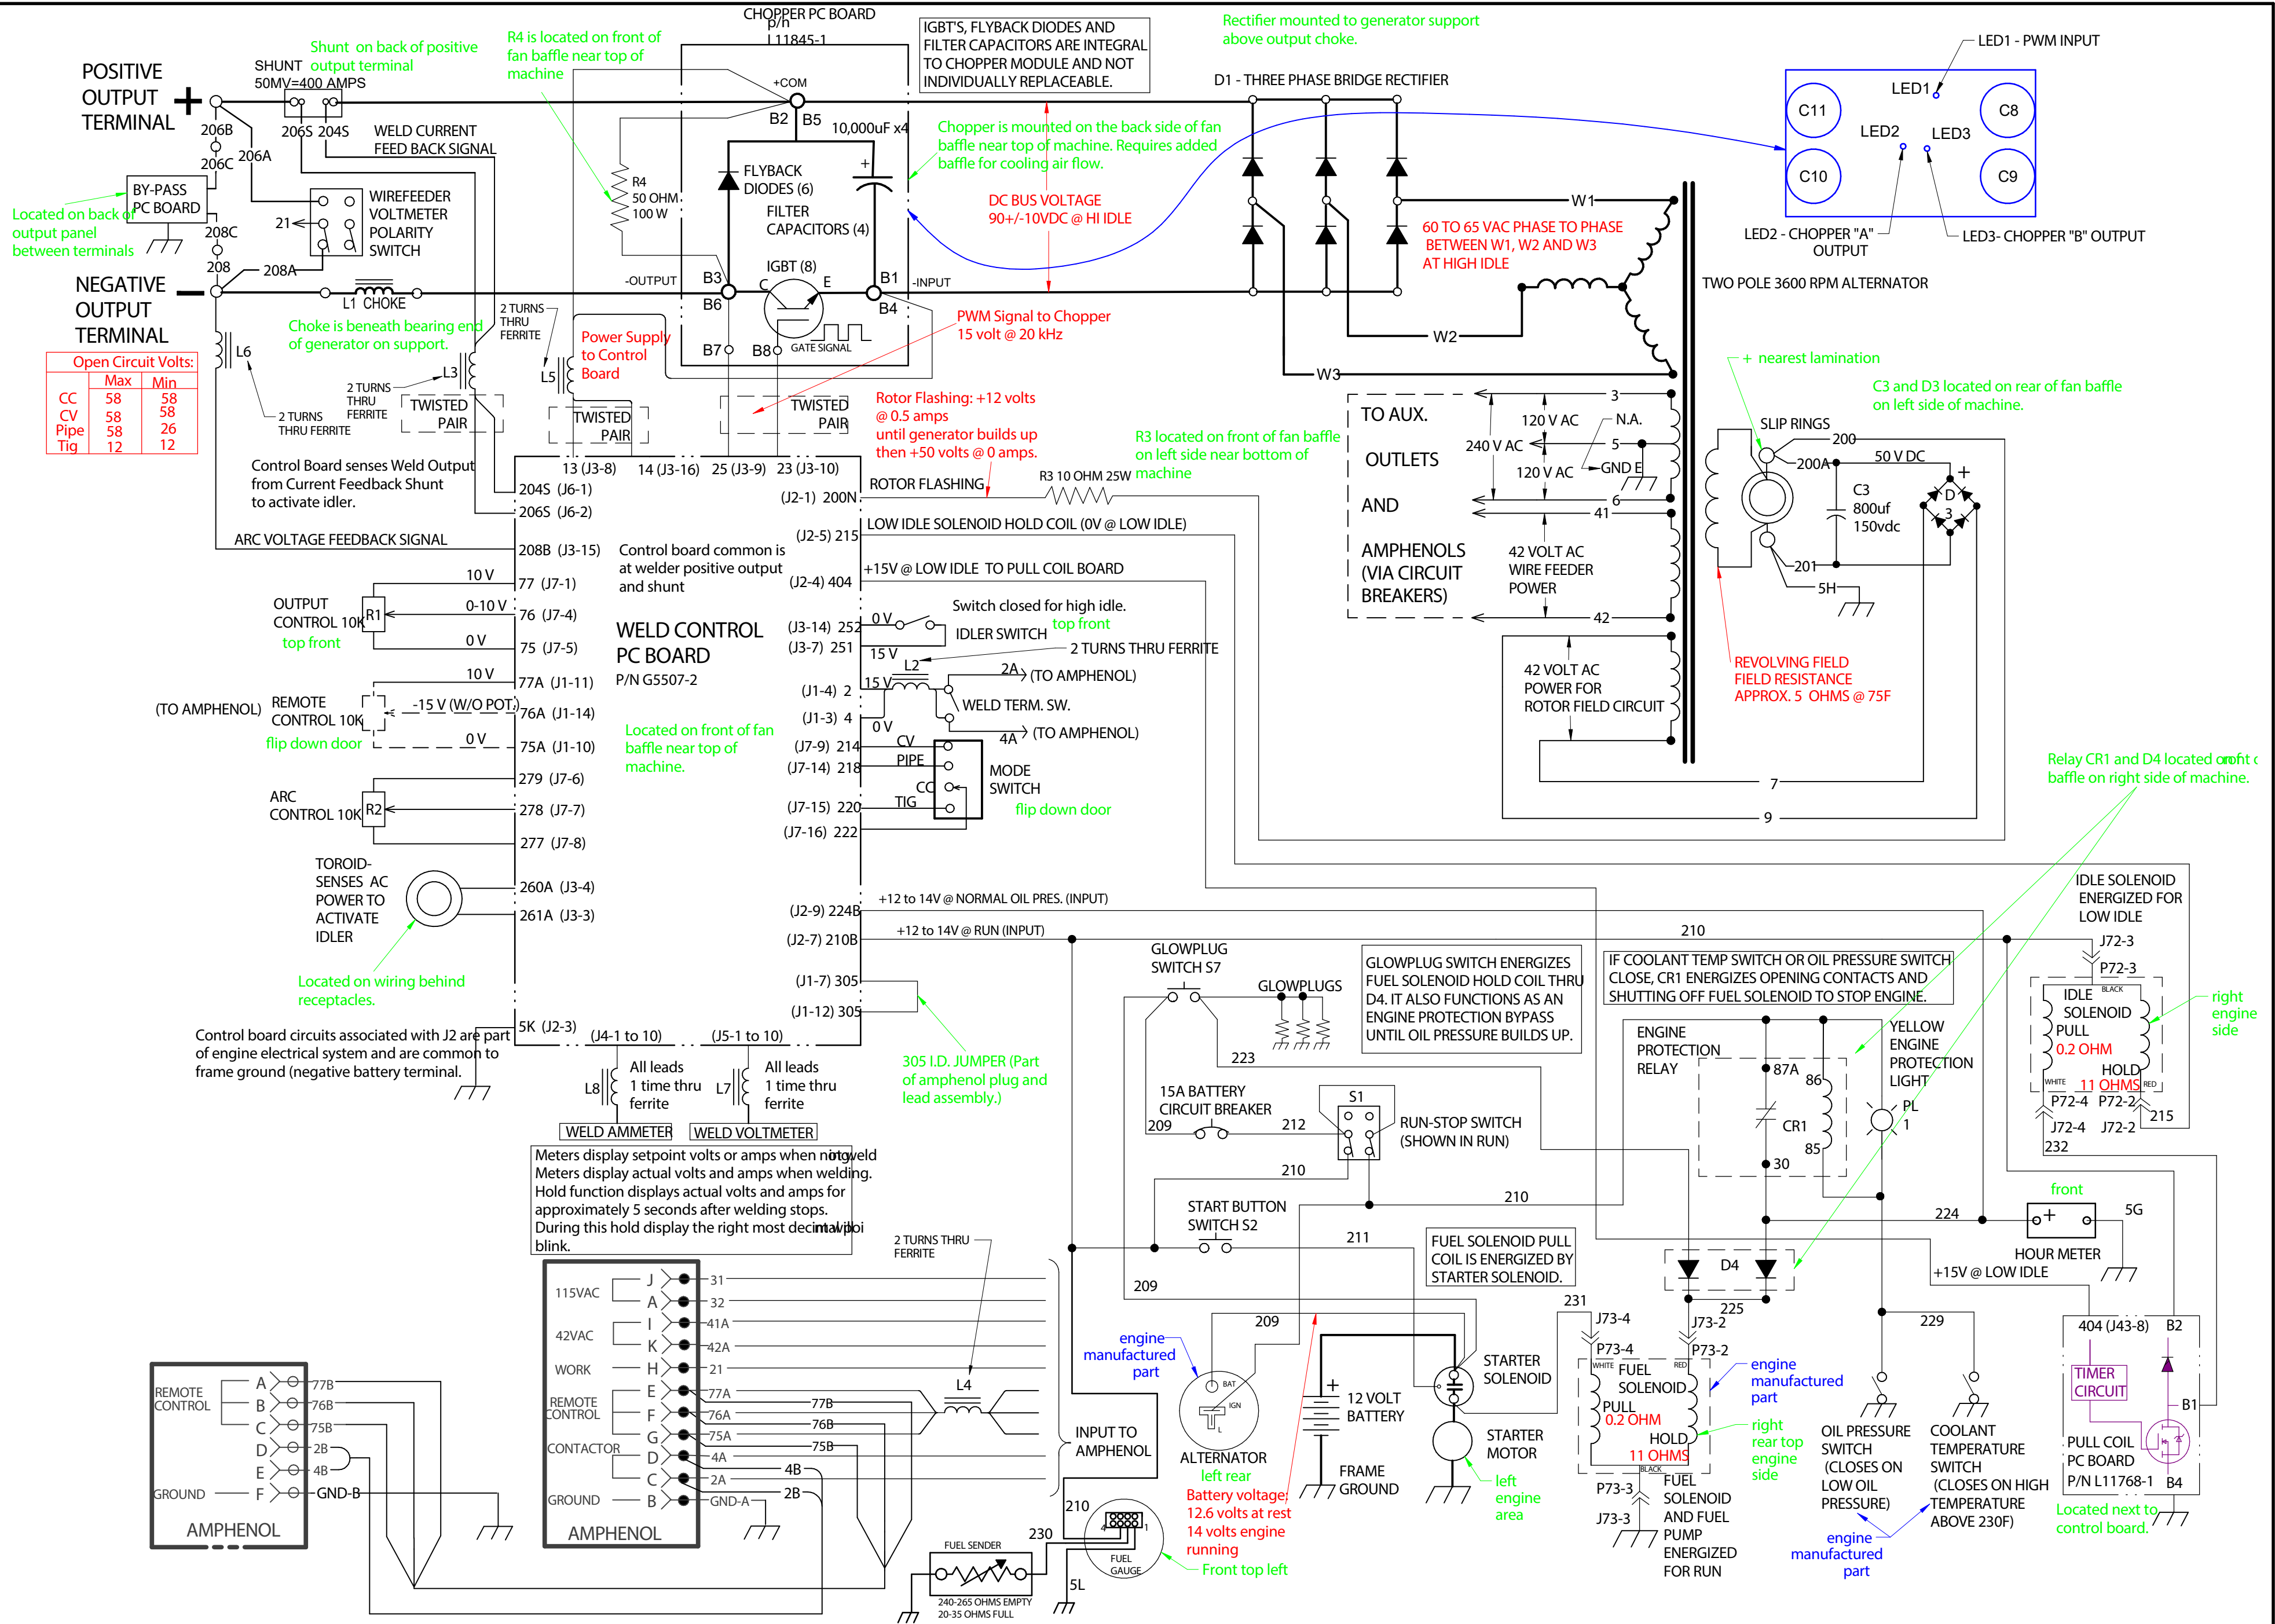 CHOPPER PC BOARD
p/n
L11845-1
IGBT'S, FLYBACK DIODES AND
FILTER CAPACITORS ARE INTEGRAL
TO CHOPPER MODULE AND NOT
INDIVIDUALLY REPLACEABLE.
Rectifier mounted to generator support
above output choke.
R4 is located on front of
fan baffle near top of
machine
Shunt on back of positive
output terminal
SHUNT
50MV=400 AMPS
POSITIVE
OUTPUT
TERMINAL
+
206B
206C
206A
206S
204S
WELD CURRENT
FEED BACK SIGNAL
BY-PASS
PC BOARD
Located on back of
output panel
between terminals
208C
208
208A
21
WIREFEEDER
VOLTMETER
POLARITY
SWITCH
NEGATIVE
OUTPUT
TERMINAL
L1 CHOKE
Choke is beneath bearing end
of generator on support.
Open Circuit Volts:
Max Min
CC 58 58
CV 58 58
Pipe 58 26
Tig 12 12
L6
2 TURNS
THRU FERRITE
2 TURNS
THRU
FERRITE
L3
TWISTED
PAIR
2 TURNS
THRU
FERRITE
L5
TWISTED
PAIR
Power Supply
to Control
Board
TWISTED
PAIR
+COM
B2
B5
10,000uF x4
+
R4
50 OHM
100 W
FLYBACK
DIODES (6)
FILTER
CAPACITORS (4)
IGBT (8)
C
E
B3
B6
B1
B4
-OUTPUT
-INPUT
B7
B8
GATE SIGNAL
Chopper is mounted on the back side of fan
baffle near top of machine. Requires added
baffle for cooling air flow.
DC BUS VOLTAGE
90+/-10VDC @ HI IDLE
PWM Signal to Chopper
15 volt @ 20 kHz
D1 - THREE PHASE BRIDGE RECTIFIER
60 TO 65 VAC PHASE TO PHASE
BETWEEN W1, W2 AND W3
AT HIGH IDLE
W1
W2
W3
TWO POLE 3600 RPM ALTERNATOR
LED1 - PWM INPUT
LED1
LED2
LED3
C11
C10
C8
C9
LED2 - CHOPPER "A"
OUTPUT
LED3- CHOPPER "B" OUTPUT
+ nearest lamination
C3 and D3 located on rear of fan baffle
on left side of machine.
SLIP RINGS
200
200A
50 V DC
+
C3
800uf
150vdc
D
3
201
5H
REVOLVING FIELD
FIELD RESISTANCE
APPROX. 5 OHMS @ 75F
TO AUX.
OUTLETS
AND
AMPHENOLS
(VIA CIRCUIT
BREAKERS)
240 V AC
120 V AC
120 V AC
3
N.A.
5
GND E
6
41
42 VOLT AC
WIRE FEEDER
POWER
42
42 VOLT AC
POWER FOR
ROTOR FIELD CIRCUIT
7
9
Rotor Flashing: +12 volts
@ 0.5 amps
until generator builds up
then +50 volts @ 0 amps.
R3 located on front of fan baffle
on left side near bottom of
machine
R3 10 OHM 25W
Control Board senses Weld Output
from Current Feedback Shunt
to activate idler.
ARC VOLTAGE FEEDBACK SIGNAL
13 (J3-8)
14 (J3-16)
25 (J3-9)
23 (J3-10)
204S (J6-1)
206S (J6-2)
208B (J3-15)
77 (J7-1)
76 (J7-4)
75 (J7-5)
77A (J1-11)
76A (J1-14)
75A (J1-10)
279 (J7-6)
278 (J7-7)
277 (J7-8)
260A (J3-4)
261A (J3-3)
5K (J2-3)
(J4-1 to 10)
(J5-1 to 10)
Control board common is
at welder positive output
and shunt
WELD CONTROL
PC BOARD
P/N G5507-2
Located on front of fan
baffle near top of
machine.
(J2-1) 200N
(J2-5) 215
(J2-4) 404
(J3-14) 252
(J3-7) 251
(J1-4) 2
(J1-3) 4
(J7-9) 214
(J7-14) 218
(J7-15) 220
(J7-16) 222
(J2-9) 224B
(J2-7) 210B
(J1-7) 305
(J1-12) 305
ROTOR FLASHING
LOW IDLE SOLENOID HOLD COIL (0V @ LOW IDLE)
+15V @ LOW IDLE TO PULL COIL BOARD
Switch closed for high idle.
top front
0 V
IDLER SWITCH
15 V
2 TURNS THRU FERRITE
L2
15 V
0 V
2A
(TO AMPHENOL)
WELD TERM. SW.
4A
(TO AMPHENOL)
CV
PIPE
CC
TIG
MODE
SWITCH
flip down door
OUTPUT
CONTROL 10K
top front
R1
10 V
0-10 V
0 V
(TO AMPHENOL)
REMOTE
CONTROL 10K
flip down door
10 V
-15 V (W/O POT.)
0 V
ARC
CONTROL 10K
R2
TOROID-
SENSES AC
POWER TO
ACTIVATE
IDLER
Located on wiring behind
receptacles.
Control board circuits associated with J2 are part
of engine electrical system and are common to
frame ground (negative battery terminal.
L8
All leads
1 time thru
ferrite
L7
All leads
1 time thru
ferrite
WELD AMMETER
WELD VOLTMETER
Meters display setpoint volts or amps when not weld
Meters display actual volts and amps when welding.
Hold function displays actual volts and amps for
approximately 5 seconds after welding stops.
During this hold display the right most decimal
blink.
+12 to 14V @ NORMAL OIL PRES. (INPUT)
+12 to 14V @ RUN (INPUT)
305 I.D. JUMPER (Part
of amphenol plug and
lead assembly.)
GLOWPLUG
SWITCH S7
GLOWPLUGS
223
GLOWPLUG SWITCH ENERGIZES
FUEL SOLENOID HOLD COIL THRU
D4. IT ALSO FUNCTIONS AS AN
ENGINE PROTECTION BYPASS
UNTIL OIL PRESSURE BUILDS UP.
IF COOLANT TEMP SWITCH OR OIL PRESSURE SWITCH
CLOSE, CR1 ENERGIZES OPENING CONTACTS AND
SHUTTING OFF FUEL SOLENOID TO STOP ENGINE.
210
15A BATTERY
CIRCUIT BREAKER
209
212
S1
RUN-STOP SWITCH
(SHOWN IN RUN)
210
210
START BUTTON
SWITCH S2
211
FUEL SOLENOID PULL
COIL IS ENERGIZED BY
STARTER SOLENOID.
ENGINE
PROTECTION
RELAY
87A
86
CR1
85
30
YELLOW
ENGINE
PROTECTION
LIGHT
PL
1
Relay CR1 and D4 located on
baffle on right side of machine.
IDLE SOLENOID
ENERGIZED FOR
LOW IDLE
J72-3
P72-3
BLACK
IDLE
SOLENOID
PULL
0.2 OHM
HOLD
11 OHMS
WHITE
RED
P72-4
P72-2
J72-4
J72-2
215
232
right
engine
side
front
224
+
5G
HOUR METER
+15V @ LOW IDLE
D4
225
231
J73-4
P73-4
J73-2
P73-2
WHITE
RED
FUEL
SOLENOID
PULL
0.2 OHM
HOLD
11 OHMS
BLACK
P73-3
J73-3
FUEL
SOLENOID
AND FUEL
PUMP
ENERGIZED
FOR RUN
engine
manufactured
part
right
rear top
engine
side
229
OIL PRESSURE
SWITCH
(CLOSES ON
LOW OIL
PRESSURE)
COOLANT
TEMPERATURE
SWITCH
(CLOSES ON HIGH
TEMPERATURE
ABOVE 230F)
engine
manufactured
part
404 (J43-8)
B2
TIMER
CIRCUIT
B1
PULL COIL
PC BOARD
P/N L11768-1
B4
Located next to
control board.
209
209
engine
manufactured
part
BAT
IGN
L
ALTERNATOR
left rear
Battery voltage:
12.6 volts at rest
14 volts engine
running
+
12 VOLT
BATTERY
FRAME
GROUND
STARTER
SOLENOID
STARTER
MOTOR
left
engine
area
2 TURNS THRU
FERRITE
L4
INPUT TO
AMPHENOL
115VAC
42VAC
WORK
REMOTE
CONTROL
CONTACTOR
GROUND
AMPHENOL
J 31
A 32
I 41A
K 42A
H 21
E 77A
F 76A
G 75A
D 4A
C 2A
B GND-A
77B
76B
75B
4B
2B
REMOTE
CONTROL
GROUND
AMPHENOL
A 77B
B 76B
C 75B
D 2B
E 4B
F GND-B
210
230
FUEL SENDER
240-265 OHMS EMPTY
20-35 OHMS FULL
4
1
FUEL
GAUGE
5L
Front top left